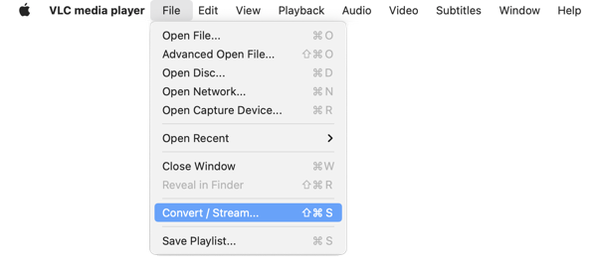 VLC media player File Edit View Playback Audio Video Subtitles Window Help
Open File... ⌘ O
Advanced Open File... ⇧⌘ O
Open Disc... ⌘ D
Open Network... ⌘ N
Open Capture Device... ⌘ R
Open Recent
Close Window ⌘W
Reveal in Finder ⇧⌘ R
Convert / Stream... ⇧⌘ S
Save Playlist... ⌘ S